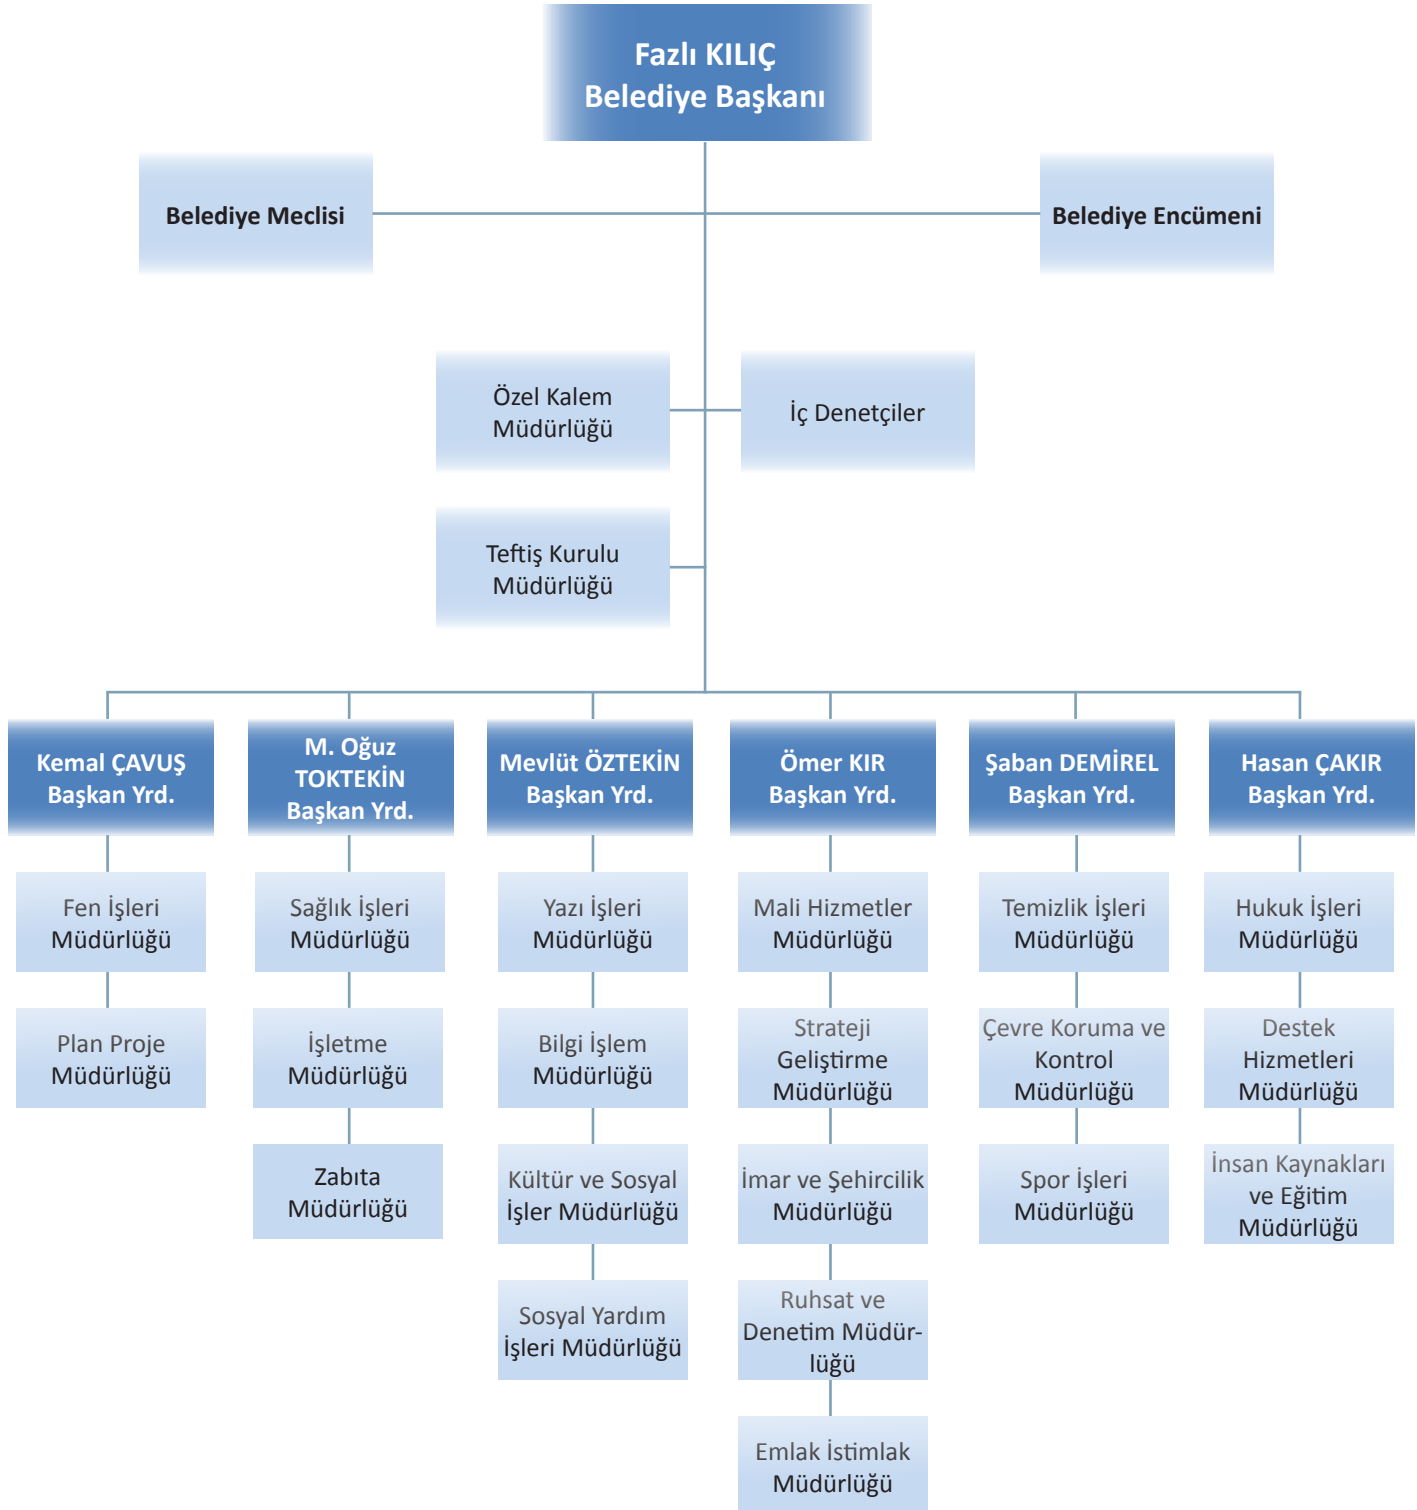 Fazlı KILIÇ
Belediye Başkanı
Belediye Meclisi
Belediye Encümeni
Özel Kalem
Müdürlüğü
İç Denetçiler
Teftiş Kurulu
Müdürlüğü
Kemal ÇAVUŞ
Başkan Yrd.
M. Oğuz
TOKTEKİN
Başkan Yrd.
Mevlüt ÖZTEKİN
Başkan Yrd.
Ömer KIR
Başkan Yrd.
Şaban DEMİREL
Başkan Yrd.
Hasan ÇAKIR
Başkan Yrd.
Fen İşleri
Müdürlüğü
Sağlık İşleri
Müdürlüğü
Yazı İşleri
Müdürlüğü
Mali Hizmetler
Müdürlüğü
Temizlik İşleri
Müdürlüğü
Hukuk İşleri
Müdürlüğü
Plan Proje
Müdürlüğü
İşletme
Müdürlüğü
Bilgi İşlem
Müdürlüğü
Strateji
Geliştirme
Müdürlüğü
Çevre Koruma ve
Kontrol
Müdürlüğü
Destek
Hizmetleri
Müdürlüğü
Zabıta
Müdürlüğü
Kültür ve Sosyal
İşler Müdürlüğü
İmar ve Şehircilik
Müdürlüğü
Spor İşleri
Müdürlüğü
İnsan Kaynakları
ve Eğitim
Müdürlüğü
Sosyal Yardım
İşleri Müdürlüğü
Ruhsat ve
Denetim Müdür-
lüğü
Emlak İstimlak
Müdürlüğü